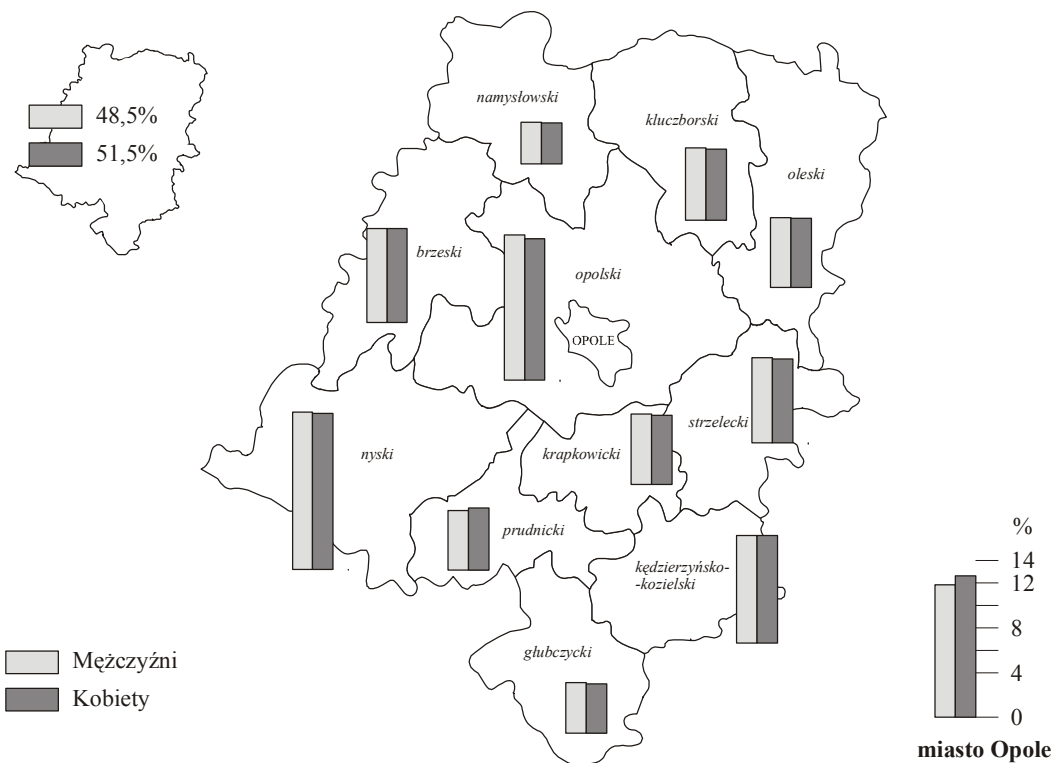 48,5%
51,5%
namysłowski
kluczborski
oleski
brzeski
opolski
OPOLE
strzelecki
nyski
krapkowicki
prudnicki
kędzierzyńsko-
-kozielski
głubczycki
Mężczyźni
Kobiety
%
14
12
8
4
0
miasto Opole